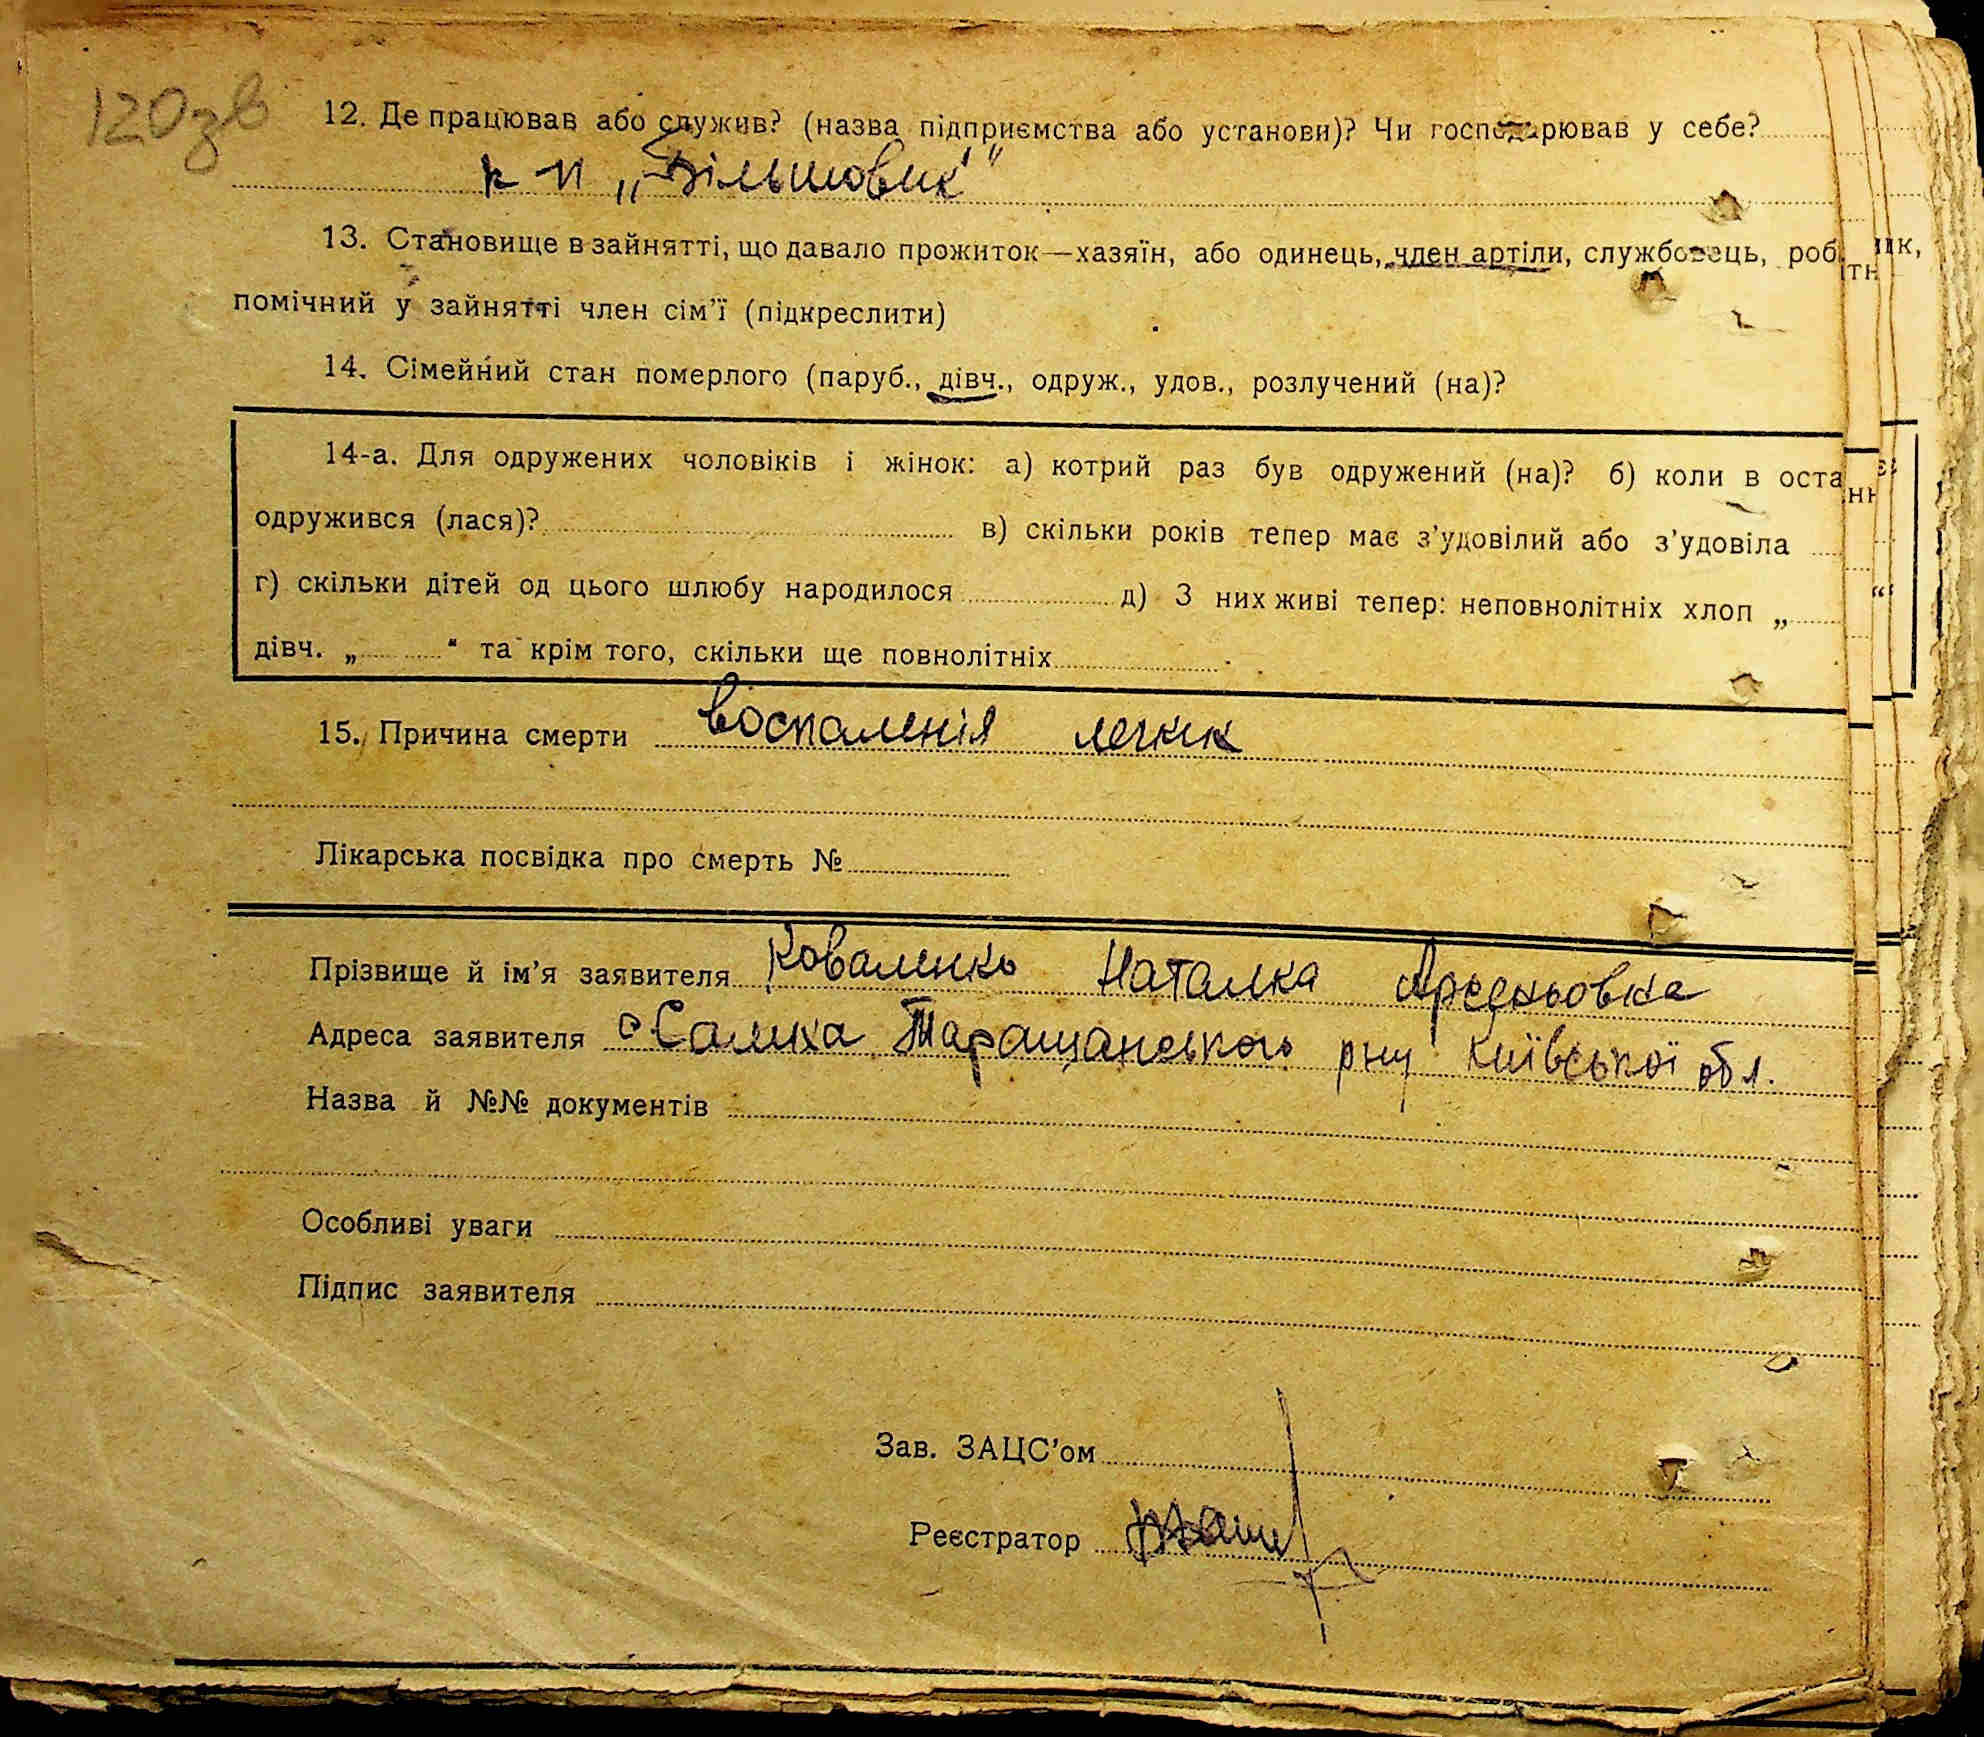 120зв
12. Де працював або служив? (назва підприємства або установи)? Чи господарював у себе?
к-п „Більшовик"
13. Становище в зайнятті, що давало прожиток—хазяїн, або одинець, член артіли, службовець, роб
помічний у зайнятті член сім'ї (підкреслити)
14. Сімейний стан померлого (паруб., дівч., одруж., удов., розлучений (на)?
14-а. Для одружених чоловіків і жінок: а) котрий раз був одружений (на)? б) коли в оста
одружився (лася)? в) скільки років тепер має з'удовілий або з'удовіла
г) скільки дітей од цього шлюбу народилося д) З них живі тепер: неповнолітніх хлоп „
дівч. „ " та крім того, скільки ще повнолітніх
15. Причина смерти воспаленія легких
Лікарська посвідка про смерть №
Прізвище й ім'я заявителя Коваленко Наталка Арсеньовка
Адреса заявителя с Салиха Таращанського рну Київської обл.
Назва й №№ документів
Особливі уваги
Підпис заявителя
Зав. ЗАЦС'ом
Реєстратор